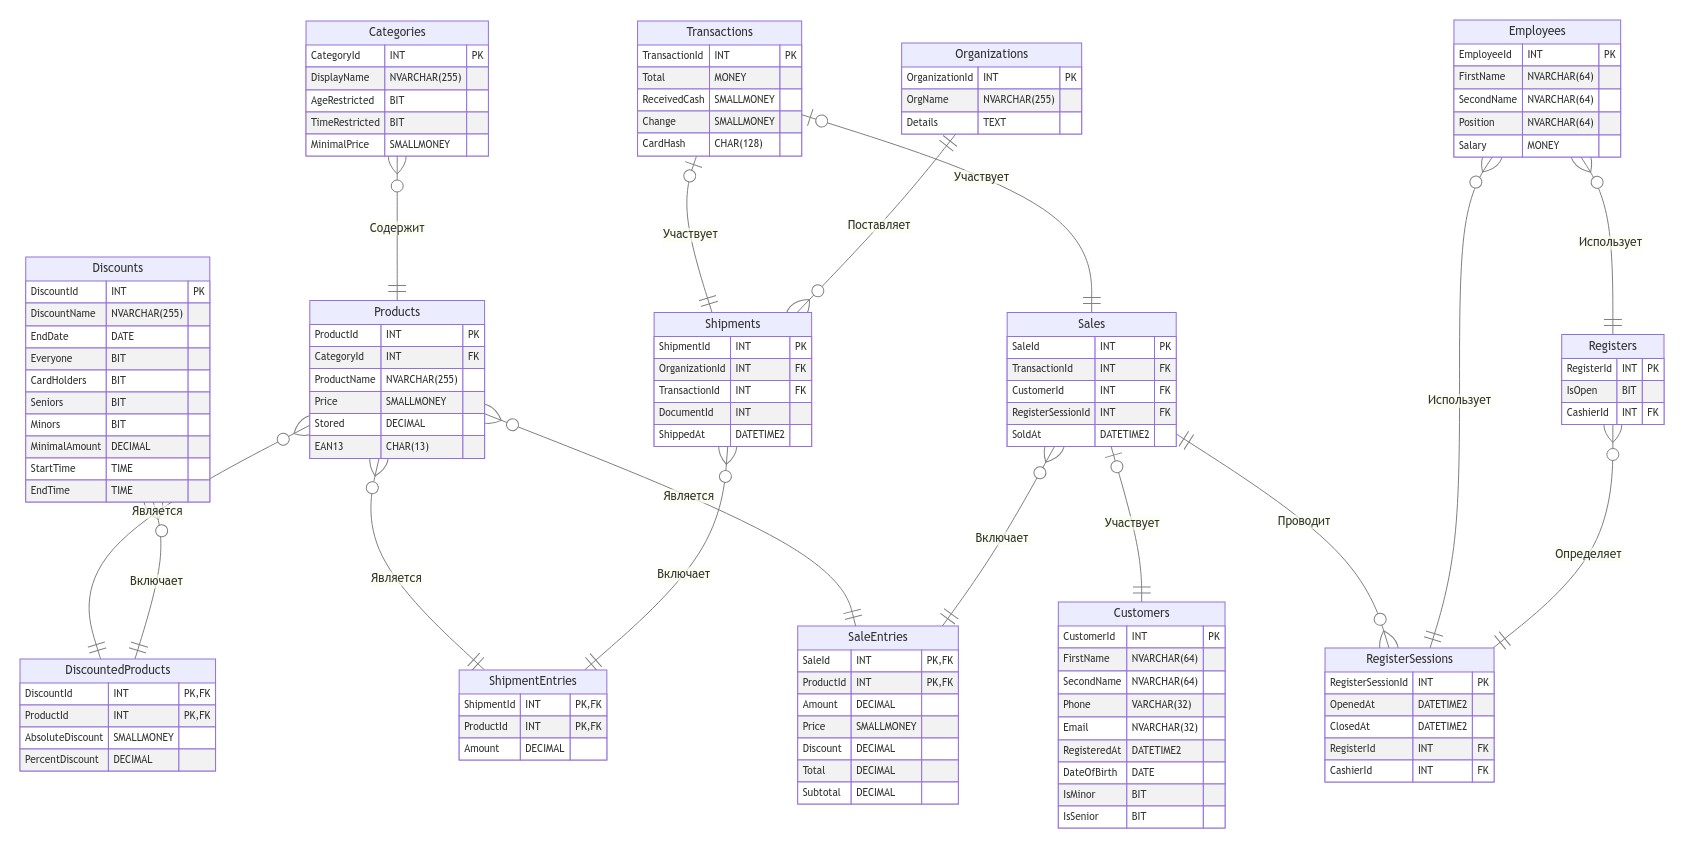 Categories
CategoryId INT PK
DisplayName NVARCHAR(255)
AgeRestricted BIT
TimeRestricted BIT
MinimalPrice SMALLMONEY
Transactions
TransactionId INT PK
Total MONEY
ReceivedCash SMALLMONEY
Change SMALLMONEY
CardHash CHAR(128)
Organizations
OrganizationId INT PK
OrgName NVARCHAR(255)
Details TEXT
Employees
EmployeeId INT PK
FirstName NVARCHAR(64)
SecondName NVARCHAR(64)
Position NVARCHAR(64)
Salary MONEY
Содержит
Участвует
Поставляет
Участвует
Использует
Использует
Discounts
DiscountId INT PK
DiscountName NVARCHAR(255)
EndDate DATE
Everyone BIT
CardHolders BIT
Seniors BIT
Minors BIT
MinimalAmount DECIMAL
StartTime TIME
EndTime TIME
Products
ProductId INT PK
CategoryId INT FK
ProductName NVARCHAR(255)
Price SMALLMONEY
Stored DECIMAL
EAN13 CHAR(13)
Shipments
ShipmentId INT PK
OrganizationId INT FK
TransactionId INT FK
DocumentId INT
ShippedAt DATETIME2
Sales
SaleId INT PK
TransactionId INT FK
CustomerId INT FK
RegisterSessionId INT FK
SoldAt DATETIME2
Registers
RegisterId INT PK
IsOpen BIT
CashierId INT FK
Является
Включает
Является
Является
Включает
Включает
Участвует
Проводит
Определяет
DiscountedProducts
DiscountId INT PK,FK
ProductId INT PK,FK
AbsoluteDiscount SMALLMONEY
PercentDiscount DECIMAL
ShipmentEntries
ShipmentId INT PK,FK
ProductId INT PK,FK
Amount DECIMAL
SaleEntries
SaleId INT PK,FK
ProductId INT PK,FK
Amount DECIMAL
Price SMALLMONEY
Discount DECIMAL
Total DECIMAL
Subtotal DECIMAL
Customers
CustomerId INT PK
FirstName NVARCHAR(64)
SecondName NVARCHAR(64)
Phone VARCHAR(32)
Email NVARCHAR(32)
RegisteredAt DATETIME2
DateOfBirth DATE
IsMinor BIT
IsSenior BIT
RegisterSessions
RegisterSessionId INT PK
OpenedAt DATETIME2
ClosedAt DATETIME2
RegisterId INT FK
CashierId INT FK